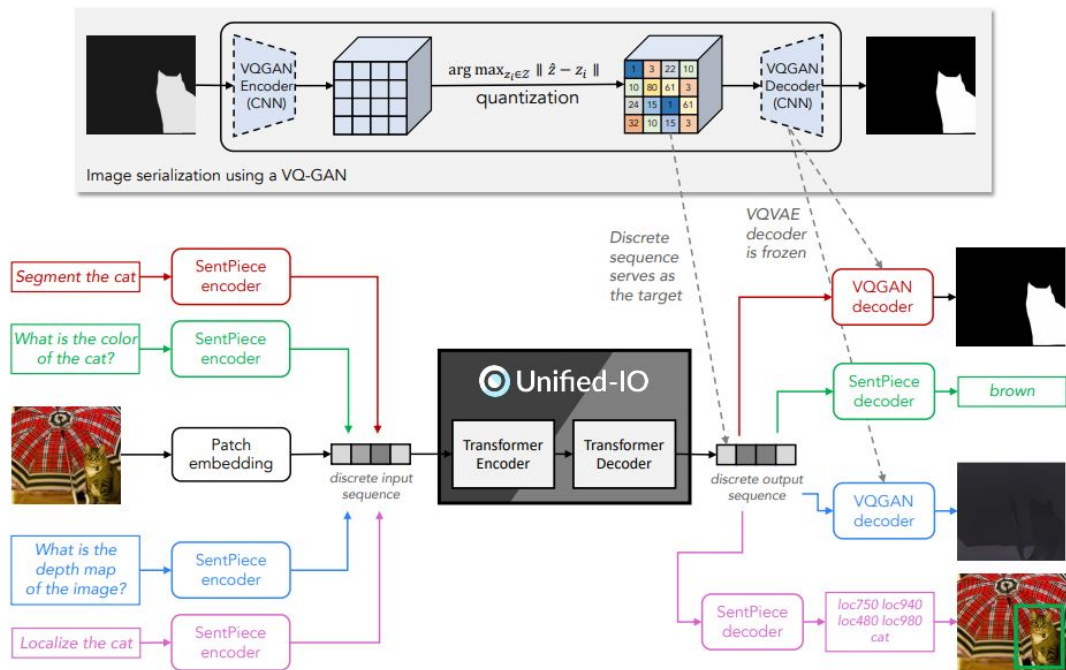 VQGAN
Encoder
(CNN)
arg max_{z_i∈Z} ‖ ẑ − z_i ‖
quantization
1 3 22 10
10 80 61 3
24 15 1 61
32 10 15 3
VQGAN
Decoder
(CNN)
Image serialization using a VQ-GAN
Discrete
sequence
serves as
the target
VQVAE
decoder
is frozen
Segment the cat
SentPiece
encoder
VQGAN
decoder
What is the color
of the cat?
SentPiece
encoder
Unified-IO
SentPiece
decoder
brown
Patch
embedding
discrete input
sequence
Transformer
Encoder
Transformer
Decoder
discrete output
sequence
VQGAN
decoder
What is the
depth map
of the image?
SentPiece
encoder
Localize the cat
SentPiece
encoder
SentPiece
decoder
loc750 loc940
loc480 loc980
cat